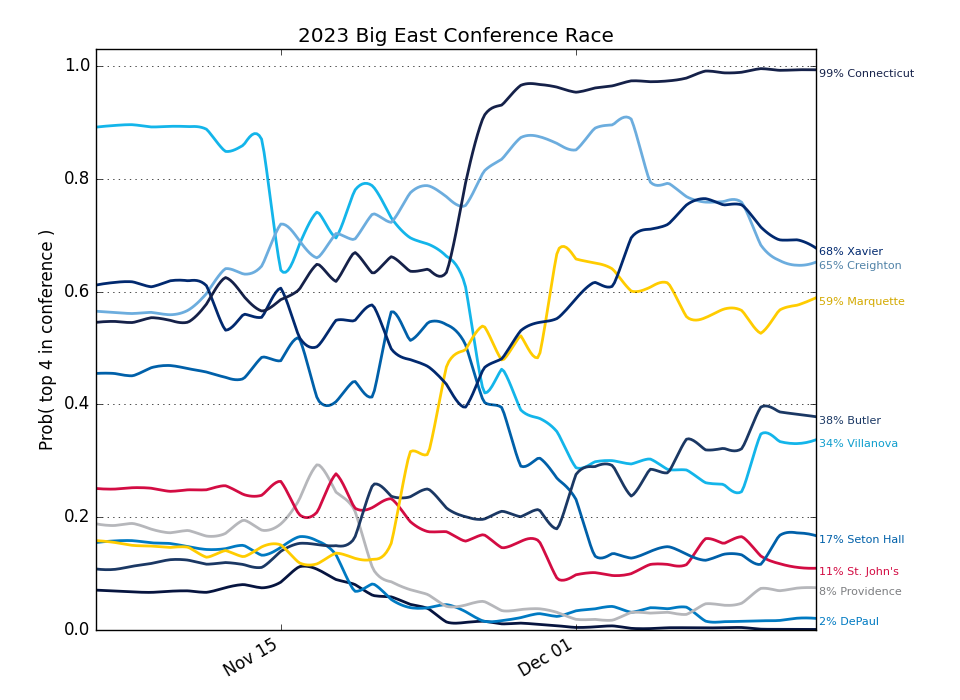 2023 Big East Conference Race
Prob( top 4 in conference )
1.0
0.8
0.6
0.4
0.2
0.0
Nov 15
Dec 01
99% Connecticut
68% Xavier
65% Creighton
59% Marquette
38% Butler
34% Villanova
17% Seton Hall
11% St. John's
8% Providence
2% DePaul